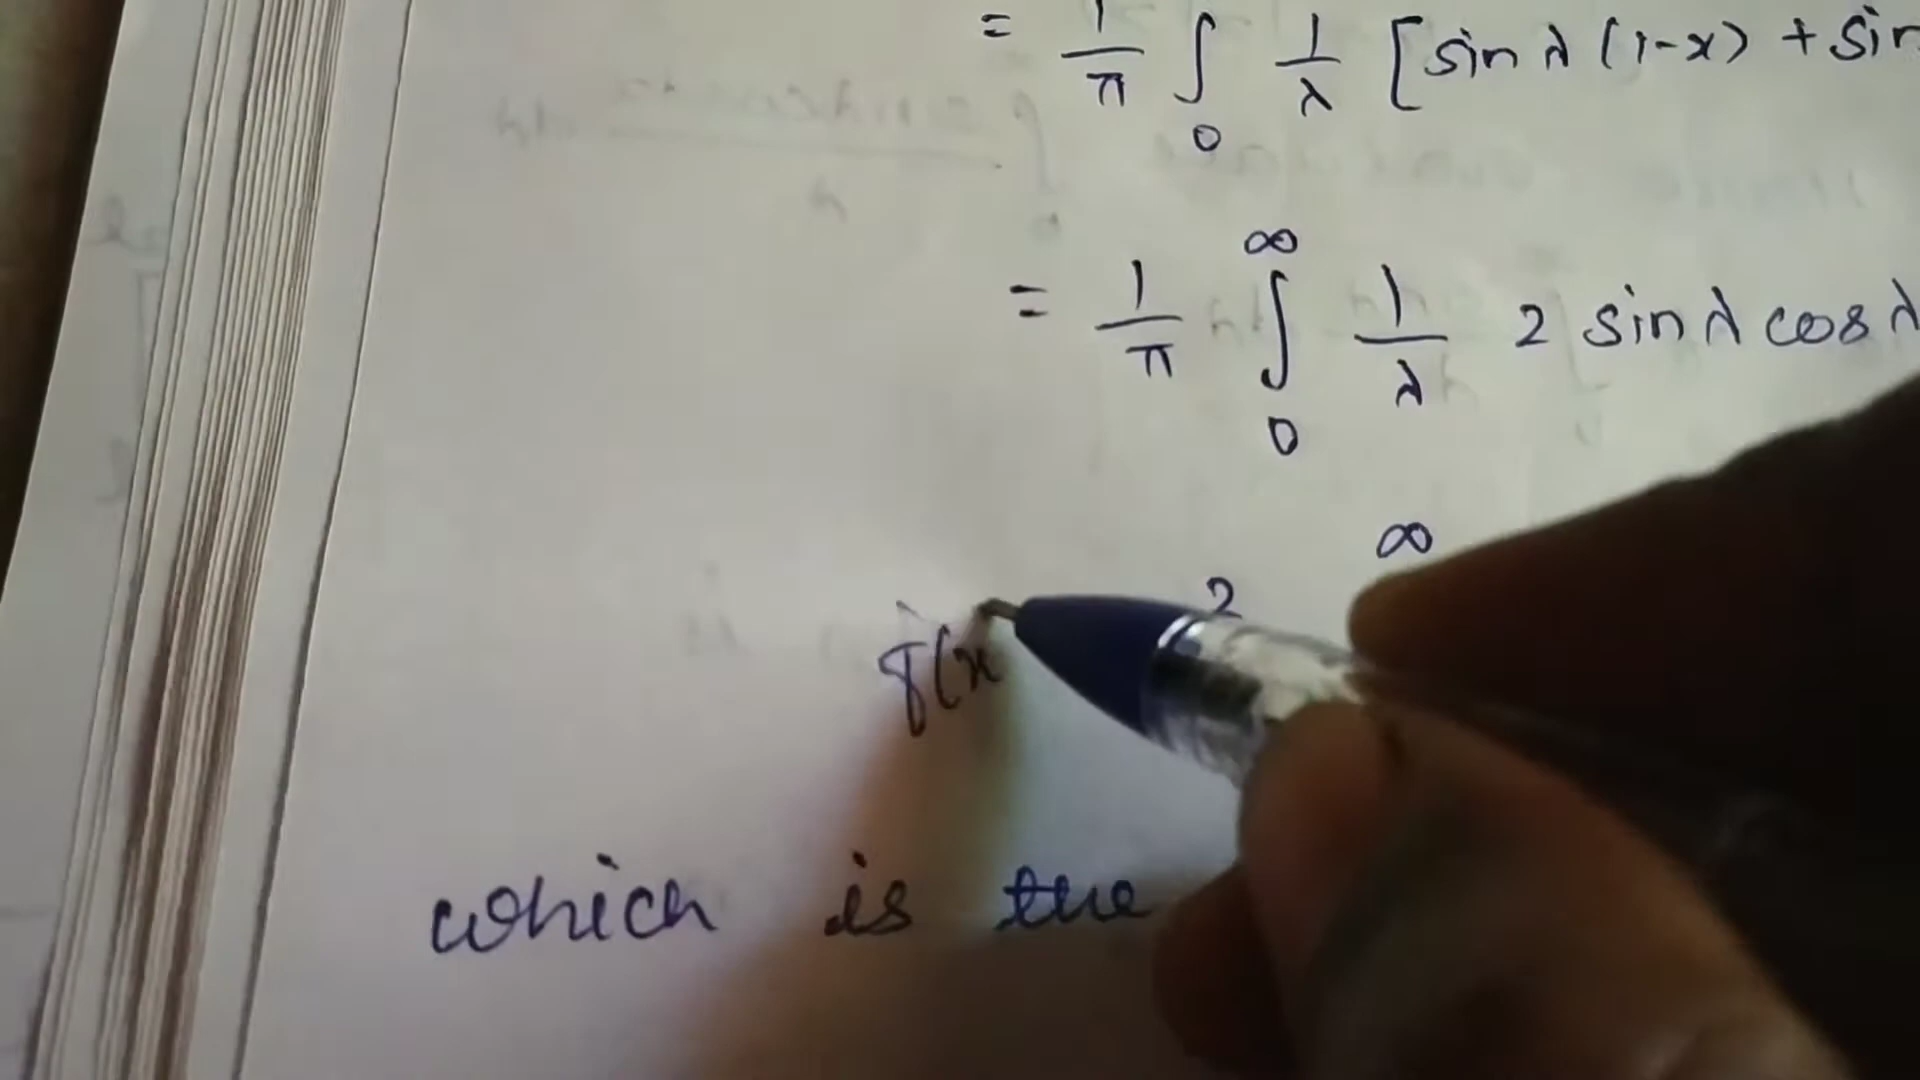 = 1/π ∫₀ 1/λ [sin λ (1-x) + sin
= 1/π ∫₀^∞ 1/λ 2 sin λ cos λ
f(x 2 ∞
which is the